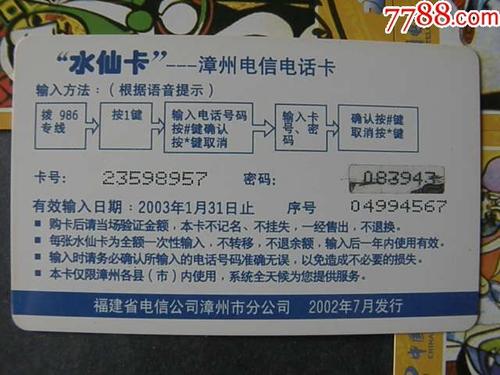 7788.com
“水仙卡”---漳州电信电话卡
输入方法：（根据语音提示）
拨 986 专线
按1键
输入电话号码 按#键确认 按*键取消
输入卡号、密码
确认按#键 取消按*键
卡号： 23598957 密码： 083943
有效输入日期：2003年1月31日止 序号 04994567
■ 购卡后请当场验证金额，本卡不记名、不挂失，一经售出，不退换。
■ 每张水仙卡为全额一次性输入，不转移，不退余额，输入后一年内使用有效。
■ 输入时请务必确认所输入的电话号码准确无误，以免造成不必要的损失。
■ 本卡仅限漳州各县（市）内使用，系统全天候为您提供服务。
福建省电信公司漳州市分公司 2002年7月发行